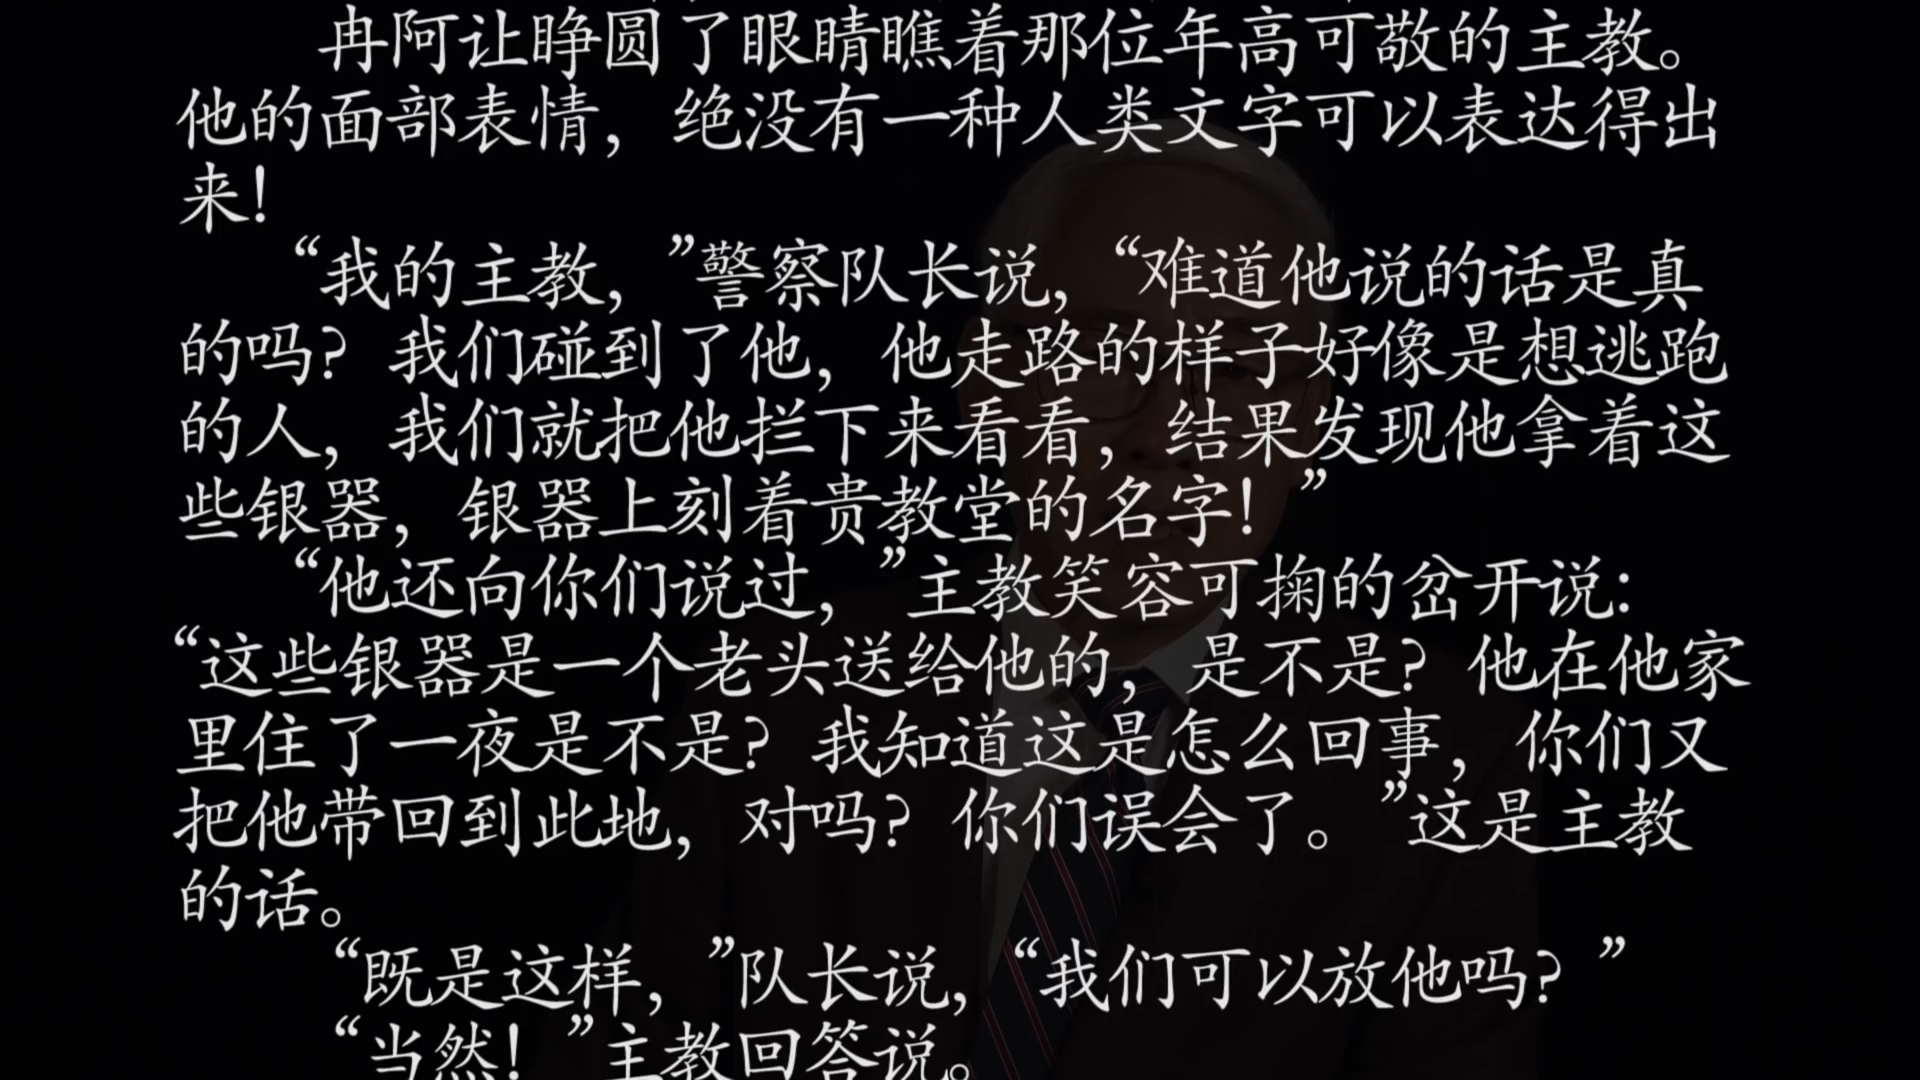 冉阿让睁圆了眼睛瞧着那位年高可敬的主教。
他的面部表情，绝没有一种人类文字可以表达得出
来！
“我的主教，”警察队长说，“难道他说的话是真
的吗？我们碰到了他，他走路的样子好像是想逃跑
的人，我们就把他拦下来看看，结果发现他拿着这
些银器，银器上刻着贵教堂的名字！”
“他还向你们说过，”主教笑容可掬的岔开说：
“这些银器是一个老头送给他的，是不是？他在他家
里住了一夜是不是？我知道这是怎么回事，你们又
把他带回到此地，对吗？你们误会了。”这是主教
的话。
“既是这样，”队长说，“我们可以放他吗？”
“当然！”主教回答说。